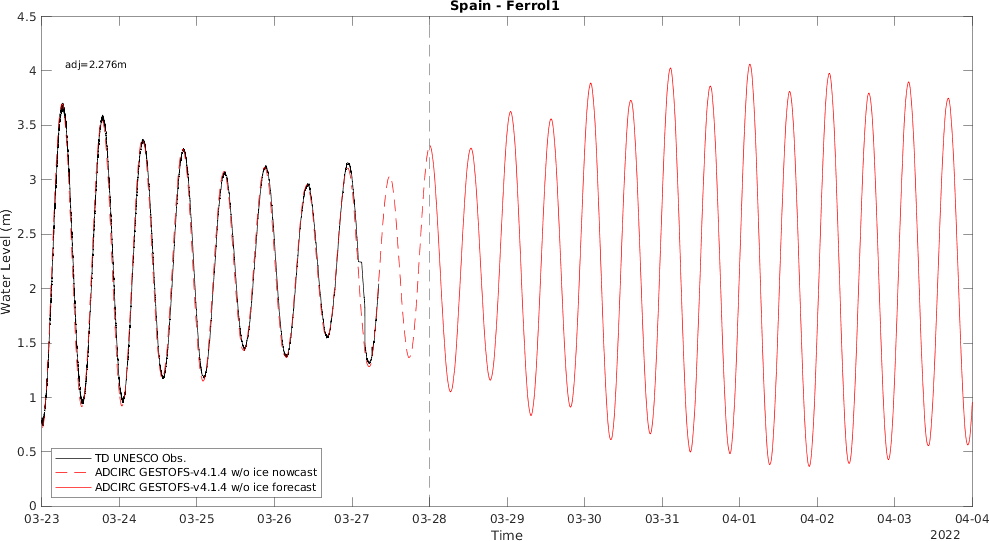 Spain - Ferrol1
4.5
4
3.5
3
2.5
2
1.5
1
0.5
0
Water Level (m)
adj=2.276m
TD UNESCO Obs.
ADCIRC GESTOFS-v4.1.4 w/o ice nowcast
ADCIRC GESTOFS-v4.1.4 w/o ice forecast
03-23 03-24 03-25 03-26 03-27 03-28 03-29 03-30 03-31 04-01 04-02 04-03 04-04
Time
2022